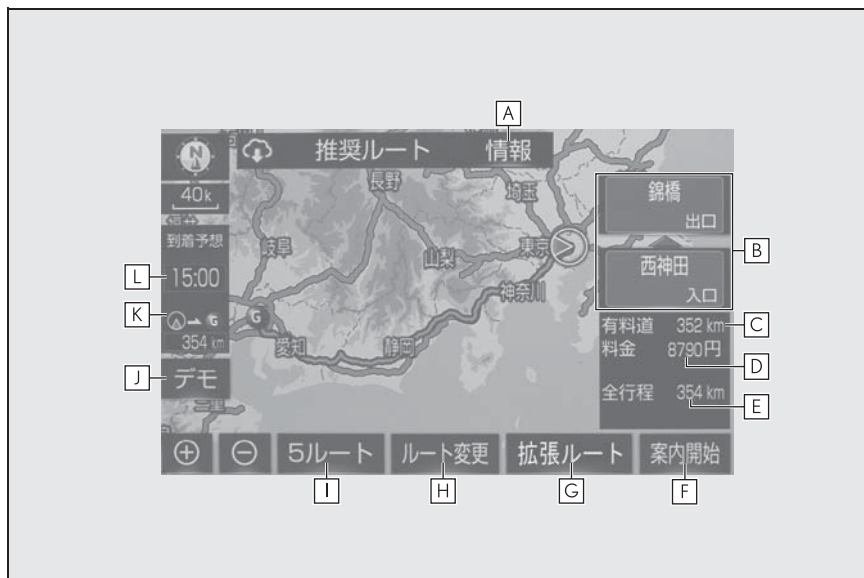 A
推奨ルート 情報
N
40k
福井
長野
埼玉
錦橋
出口
到着予想
岐阜
山梨
東京
B
L
15:00
西神田
入口
神奈川
K
G
G
354 km
愛知
静岡
有料道 352 km
C
料金 8790円
D
J
デモ
全行程 354 km
E
三重
5ルート
ルート変更
拡張ルート
案内開始
I
H
G
F